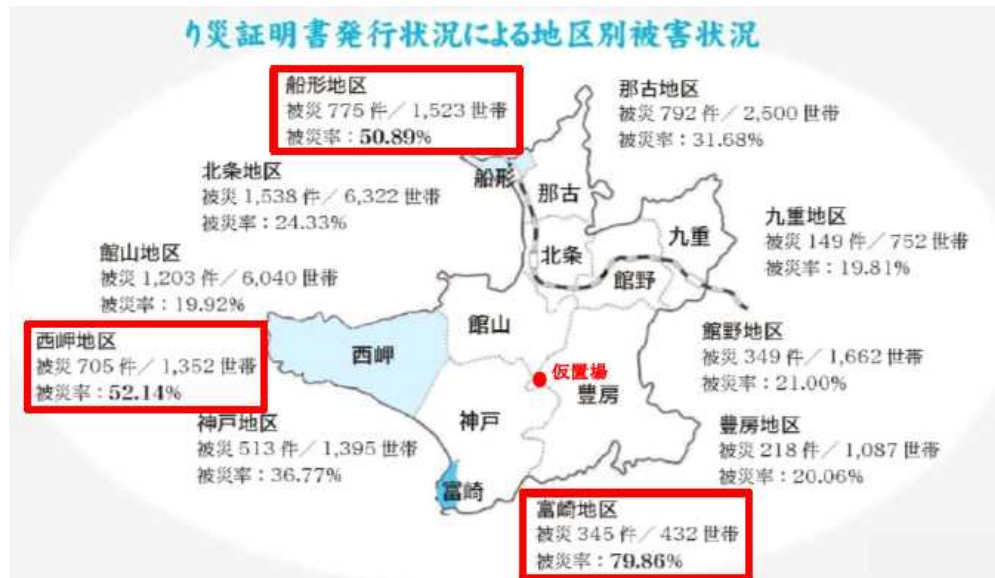 り災証明書発行状況による地区別被害状況
船形地区
被災 775 件／1,523 世帯
被災率：50.89%
那古地区
被災 792 件／2,500 世帯
被災率：31.68%
北条地区
被災 1,538 件／6,322 世帯
被災率：24.33%
九重地区
被災 149 件／752 世帯
被災率：19.81%
館山地区
被災 1,203 件／6,040 世帯
被災率：19.92%
西岬地区
被災 705 件／1,352 世帯
被災率：52.14%
館野地区
被災 349 件／1,662 世帯
被災率：21.00%
神戸地区
被災 513 件／1,395 世帯
被災率：36.77%
豊房地区
被災 218 件／1,087 世帯
被災率：20.06%
富崎地区
被災 345 件／432 世帯
被災率：79.86%
船形
那古
北条
九重
館野
館山
西岬
仮置場
豊房
神戸
富崎